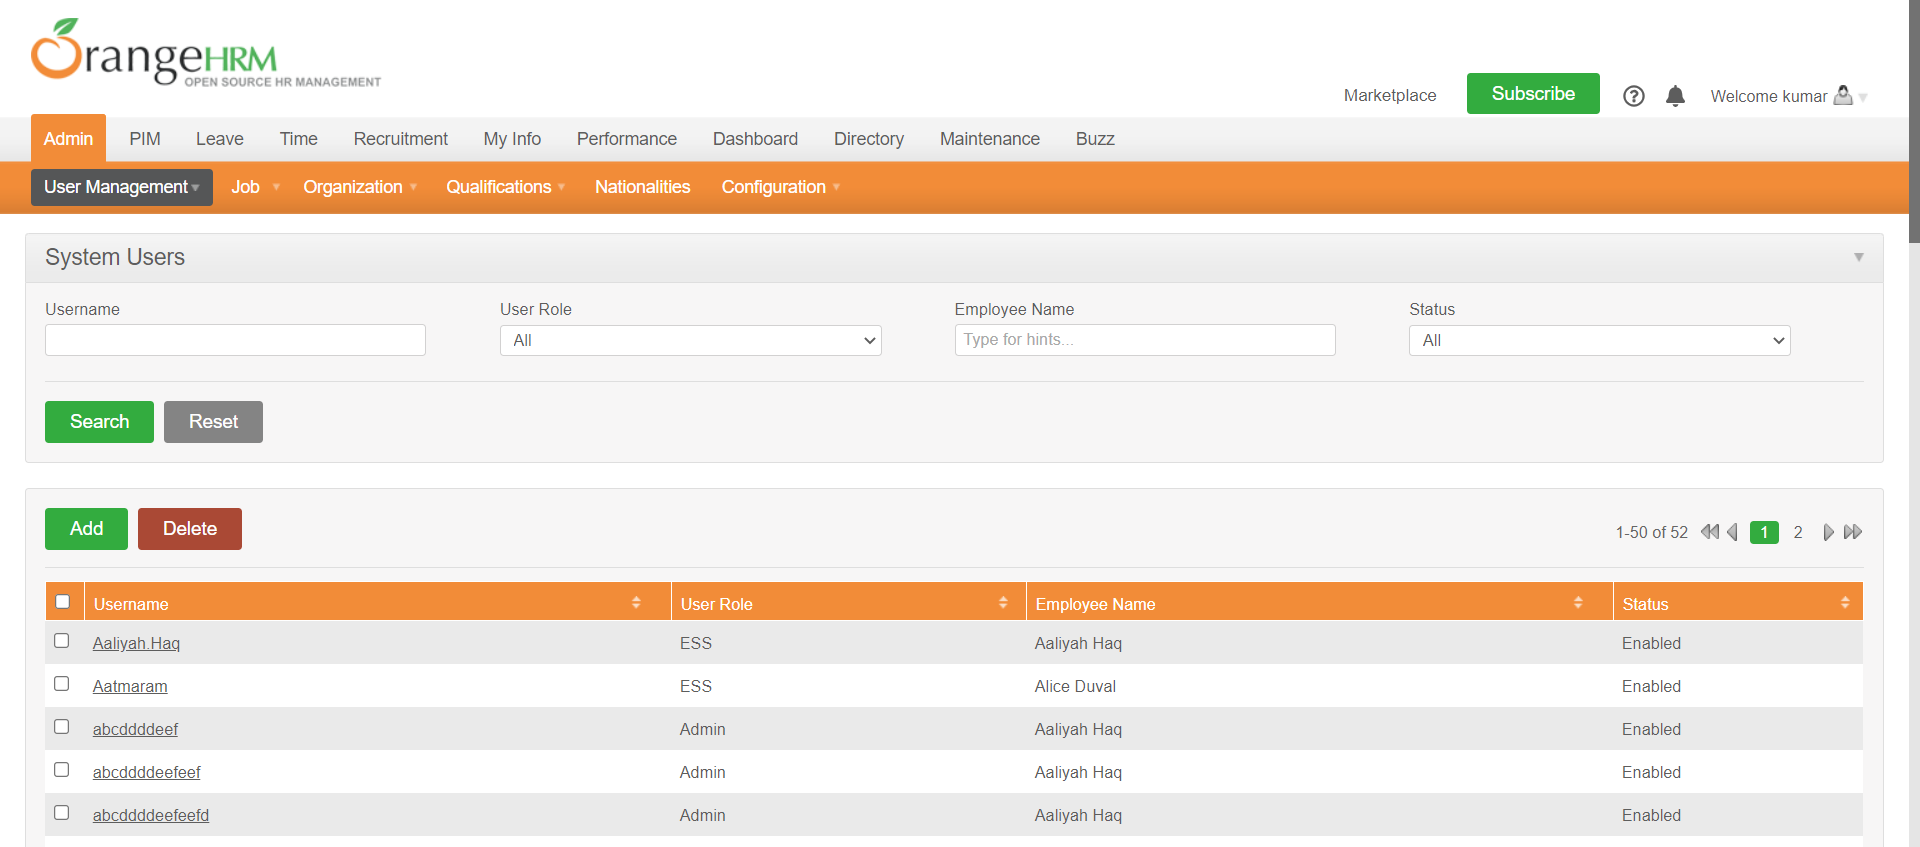 OrangeHRM
OPEN SOURCE HR MANAGEMENT
Marketplace Subscribe Welcome kumar
Admin PIM Leave Time Recruitment My Info Performance Dashboard Directory Maintenance Buzz
User Management Job Organization Qualifications Nationalities Configuration
System Users
Username User Role Employee Name Status
All Type for hints... All
Search Reset
Add Delete 1-50 of 52 1 2
Username User Role Employee Name Status
Aaliyah.Haq ESS Aaliyah Haq Enabled
Aatmaram ESS Alice Duval Enabled
abcddddeef Admin Aaliyah Haq Enabled
abcddddeefeef Admin Aaliyah Haq Enabled
abcddddeefeefd Admin Aaliyah Haq Enabled